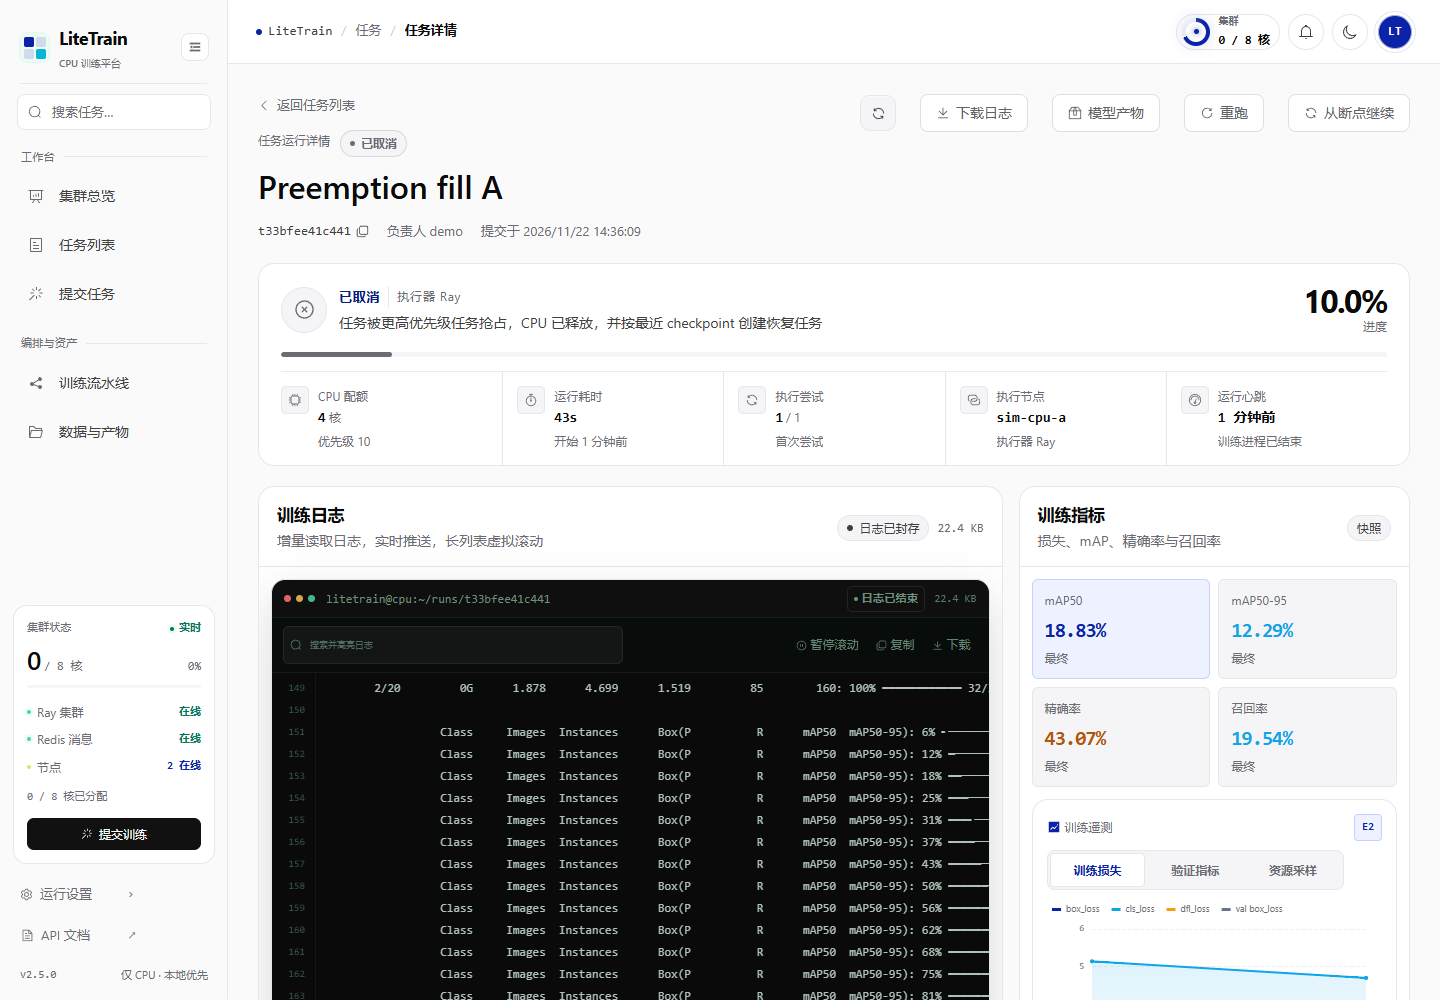 LiteTrain
CPU 训练平台
搜索任务...
工作台
集群总览
任务列表
提交任务
编排与资产
训练流水线
数据与产物
集群状态
实时
0 / 8 核
0%
Ray 集群 在线
Redis 消息 在线
节点 2 在线
0 / 8 核已分配
提交训练
运行设置
API 文档
v2.5.0
仅 CPU · 本地优先
LiteTrain / 任务 / 任务详情
集群
0 / 8 核
LT
返回任务列表
下载日志
模型产物
重跑
从断点继续
任务运行详情
已取消
Preemption fill A
t33bfee41c441
负责人 demo
提交于 2026/11/22 14:36:09
已取消
执行器 Ray
任务被更高优先级任务抢占，CPU 已释放，并按最近 checkpoint 创建恢复任务
10.0%
进度
CPU 配额
4 核
优先级 10
运行耗时
43s
开始 1 分钟前
执行尝试
1 / 1
首次尝试
执行节点
sim-cpu-a
执行器 Ray
运行心跳
1 分钟前
训练进程已结束
训练日志
增量读取日志，实时推送，长列表虚拟滚动
日志已封存
22.4 KB
litetrain@cpu:~/runs/t33bfee41c441
日志已结束
22.4 KB
搜索并高亮日志
暂停滚动
复制
下载
149 2/20 0G 1.878 4.699 1.519 85 160: 100% ━━━━━━━━━━━━ 32/
150
151 Class Images Instances Box(P R mAP50 mAP50-95): 6%
152 Class Images Instances Box(P R mAP50 mAP50-95): 12%
153 Class Images Instances Box(P R mAP50 mAP50-95): 18%
154 Class Images Instances Box(P R mAP50 mAP50-95): 25%
155 Class Images Instances Box(P R mAP50 mAP50-95): 31%
156 Class Images Instances Box(P R mAP50 mAP50-95): 37%
157 Class Images Instances Box(P R mAP50 mAP50-95): 43%
158 Class Images Instances Box(P R mAP50 mAP50-95): 50%
159 Class Images Instances Box(P R mAP50 mAP50-95): 56%
160 Class Images Instances Box(P R mAP50 mAP50-95): 62%
161 Class Images Instances Box(P R mAP50 mAP50-95): 68%
162 Class Images Instances Box(P R mAP50 mAP50-95): 75%
163 Class Images Instances Box(P R mAP50 mAP50-95): 81%
训练指标
损失、mAP、精确率与召回率
快照
mAP50
18.83%
最终
mAP50-95
12.29%
最终
精确率
43.07%
最终
召回率
19.54%
最终
训练遥测
E2
训练损失
验证指标
资源采样
box_loss
cls_loss
dfl_loss
val box_loss
6
5